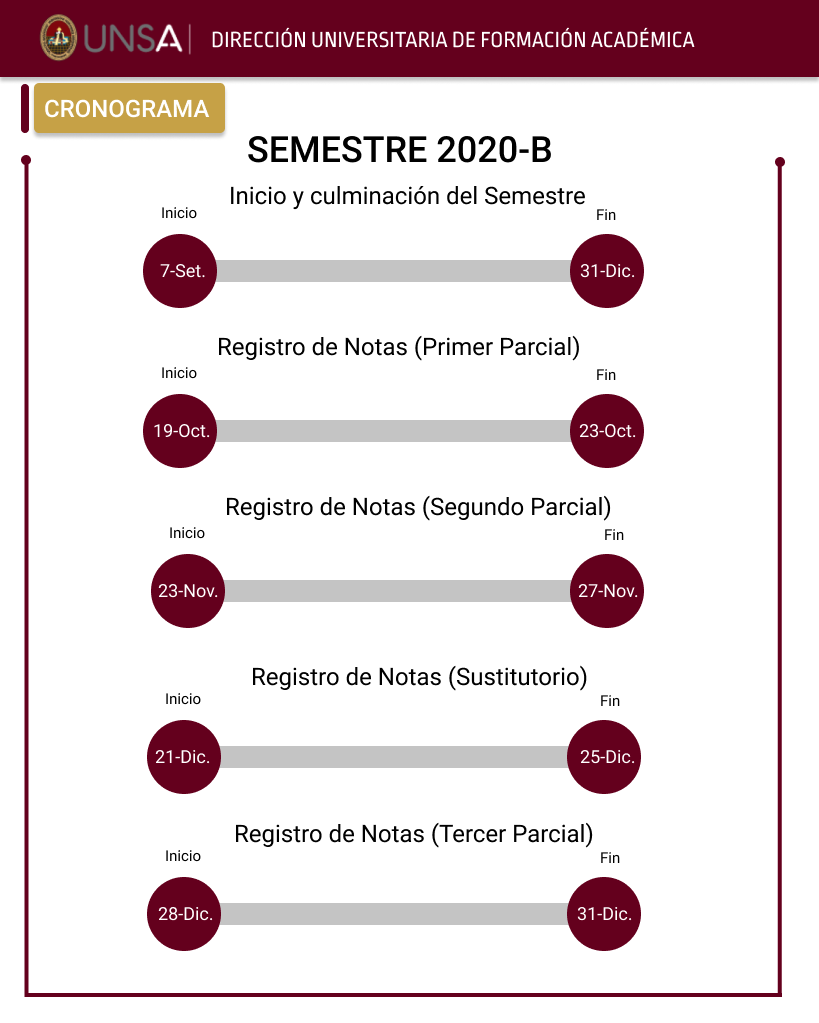 UNSA
DIRECCIÓN UNIVERSITARIA DE FORMACIÓN ACADÉMICA
CRONOGRAMA
SEMESTRE 2020-B
Inicio y culminación del Semestre
Inicio Fin
7-Set. 31-Dic.
Registro de Notas (Primer Parcial)
Inicio Fin
19-Oct. 23-Oct.
Registro de Notas (Segundo Parcial)
Inicio Fin
23-Nov. 27-Nov.
Registro de Notas (Sustitutorio)
Inicio Fin
21-Dic. 25-Dic.
Registro de Notas (Tercer Parcial)
Inicio Fin
28-Dic. 31-Dic.